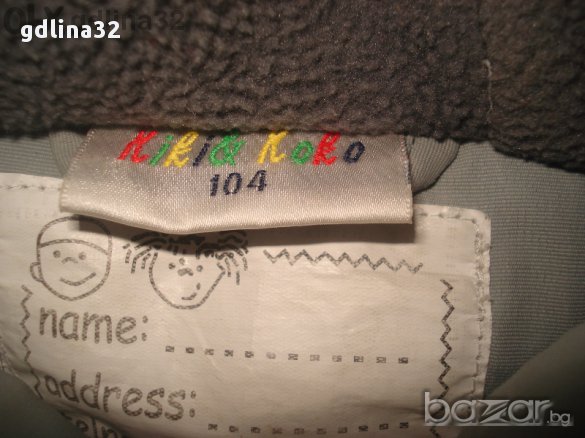 gdlina32
Kiki & Koko
104
name:
address:
bazar.bg